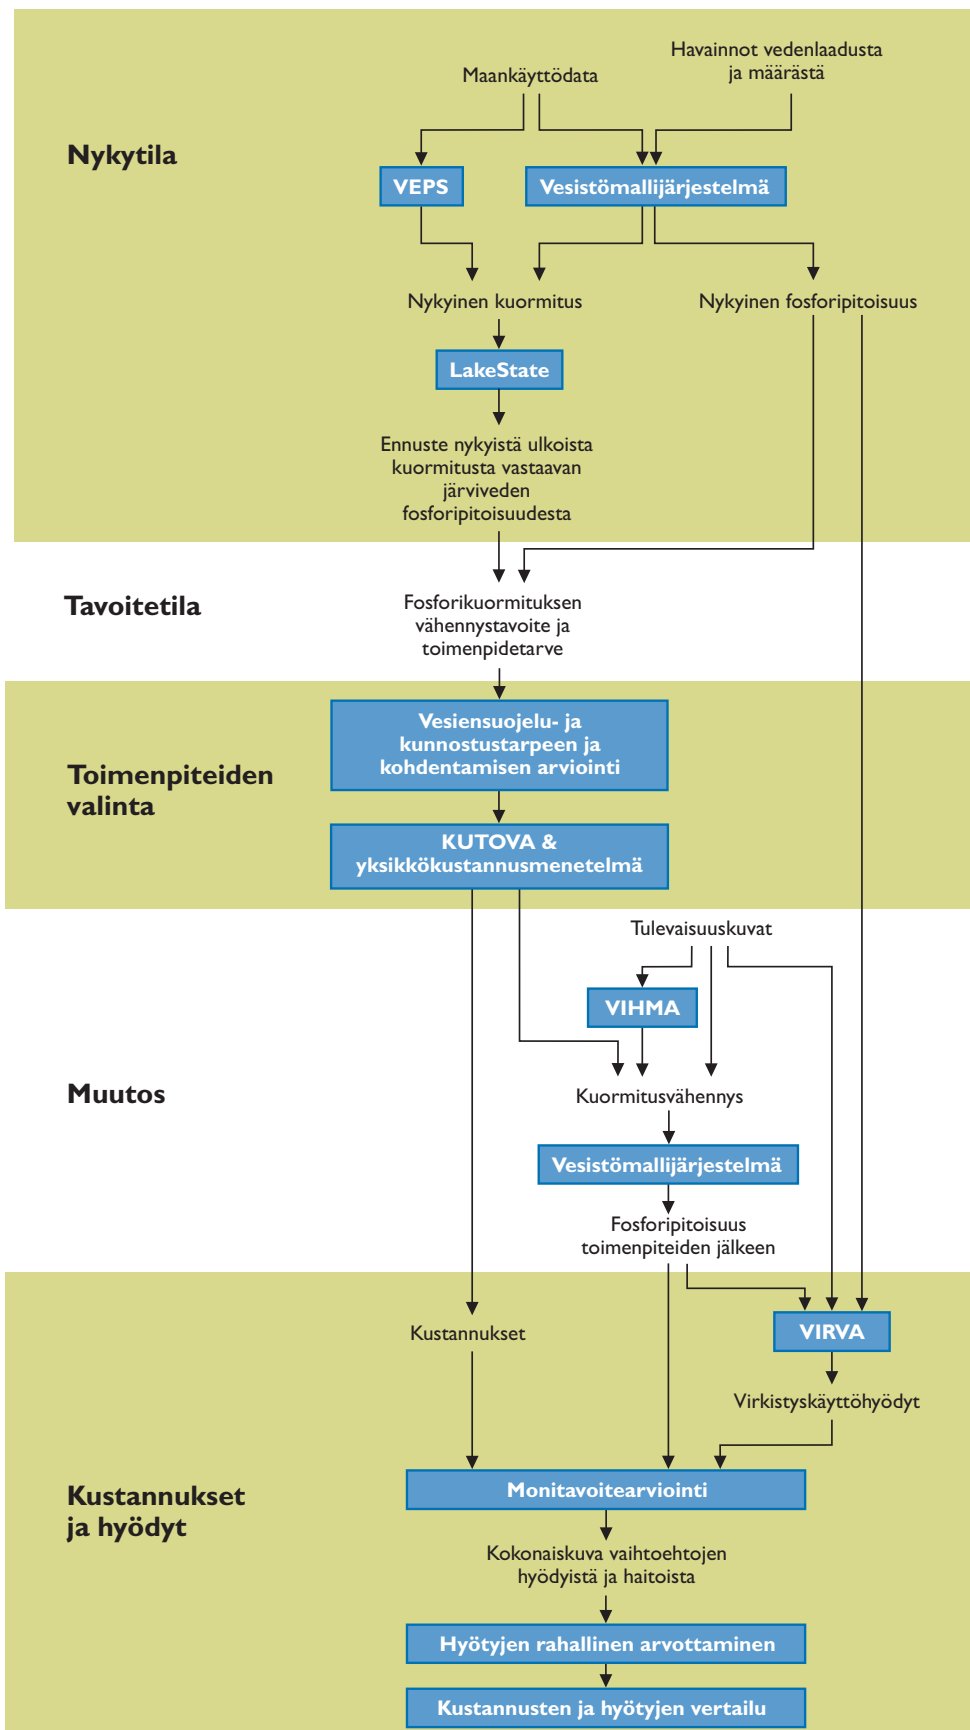 Havainnot vedenlaadusta
ja määrästä
Maankäyttödata
Nykytila
VEPS
Vesistömallijärjestelmä
Nykyinen kuormitus
Nykyinen fosforipitoisuus
LakeState
Ennuste nykyistä ulkoista
kuormitusta vastaavan
järviveden
fosforipitoisuudesta
Tavoitetila
Fosforikuormituksen
vähennystavoite ja
toimenpidetarve
Toimenpiteiden
valinta
Vesiensuojelu- ja
kunnostustarpeen ja
kohdentamisen arviointi
KUTOVA &
yksikkökustannusmenetelmä
Tulevaisuuskuvat
VIHMA
Muutos
Kuormitusvähennys
Vesistömallijärjestelmä
Fosforipitoisuus
toimenpiteiden jälkeen
Kustannukset
VIRVA
Virkistyskäyttöhyödyt
Kustannukset
ja hyödyt
Monitavoitearviointi
Kokonaiskuva vaihtoehtojen
hyödyistä ja haitoista
Hyötyjen rahallinen arvottaminen
Kustannusten ja hyötyjen vertailu